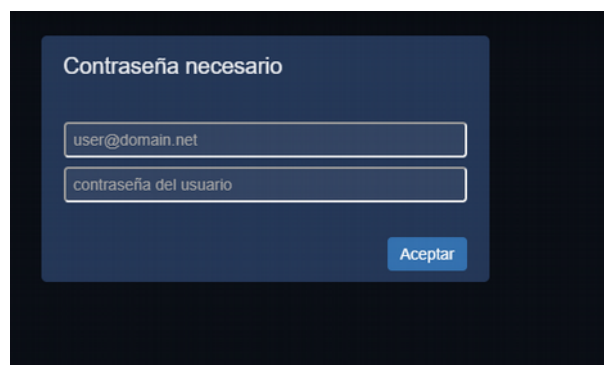 Contraseña necesario
user@domain.net
contraseña del usuario
Aceptar